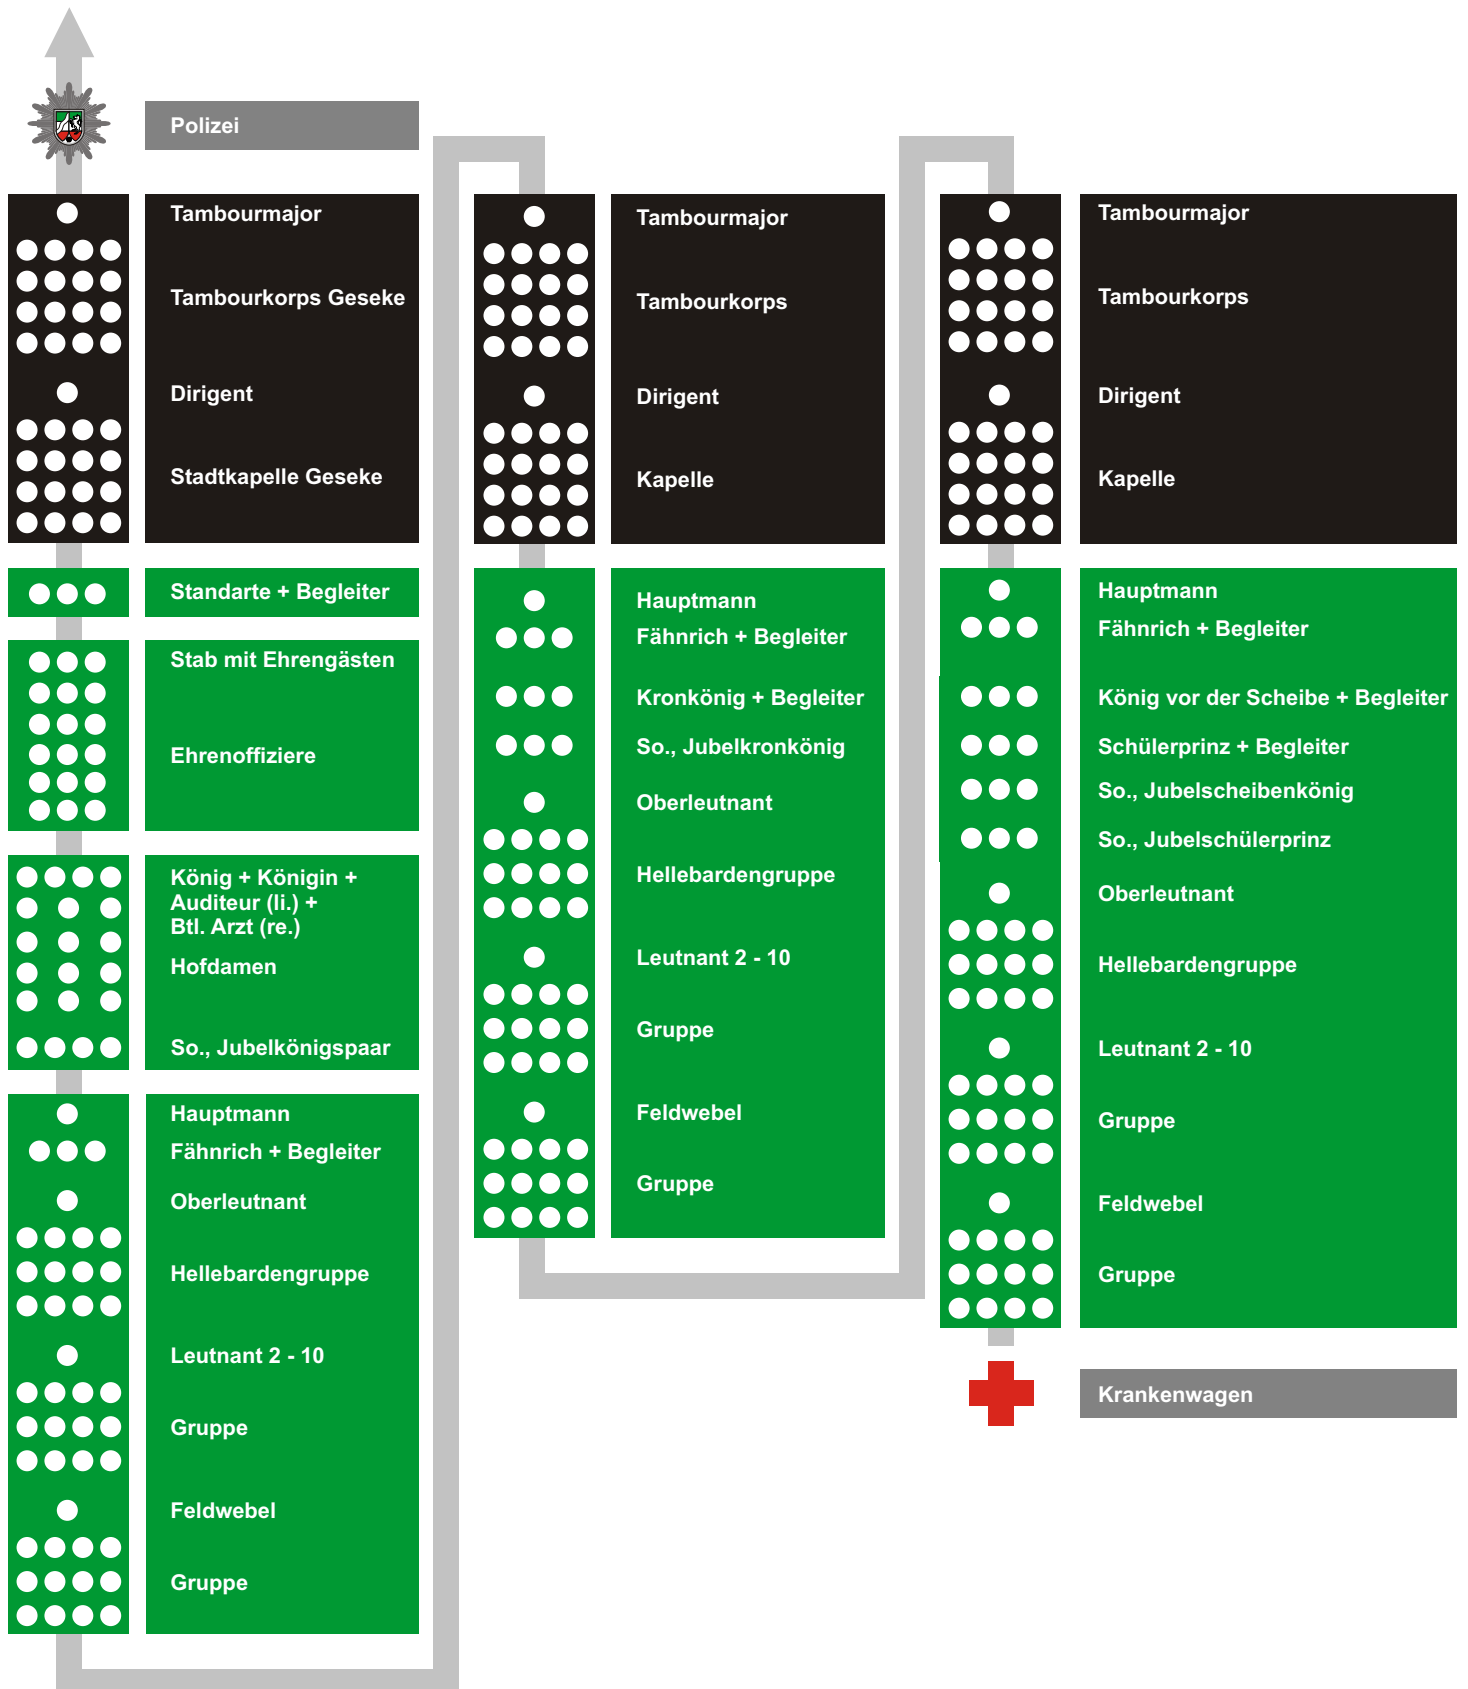 Polizei
Tambourmajor
Tambourkorps Geseke
Dirigent
Stadtkapelle Geseke
Standarte + Begleiter
Stab mit Ehrengästen
Ehrenoffiziere
König + Königin +
Auditeur (li.) +
Btl. Arzt (re.)
Hofdamen
So., Jubelkönigspaar
Hauptmann
Fähnrich + Begleiter
Oberleutnant
Hellebardengruppe
Leutnant 2 - 10
Gruppe
Feldwebel
Gruppe
Tambourmajor
Tambourkorps
Dirigent
Kapelle
Hauptmann
Fähnrich + Begleiter
Kronkönig + Begleiter
So., Jubelkronkönig
Oberleutnant
Hellebardengruppe
Leutnant 2 - 10
Gruppe
Feldwebel
Gruppe
Tambourmajor
Tambourkorps
Dirigent
Kapelle
Hauptmann
Fähnrich + Begleiter
König vor der Scheibe + Begleiter
Schülerprinz + Begleiter
So., Jubelscheibenkönig
So., Jubelschülerprinz
Oberleutnant
Hellebardengruppe
Leutnant 2 - 10
Gruppe
Feldwebel
Gruppe
Krankenwagen